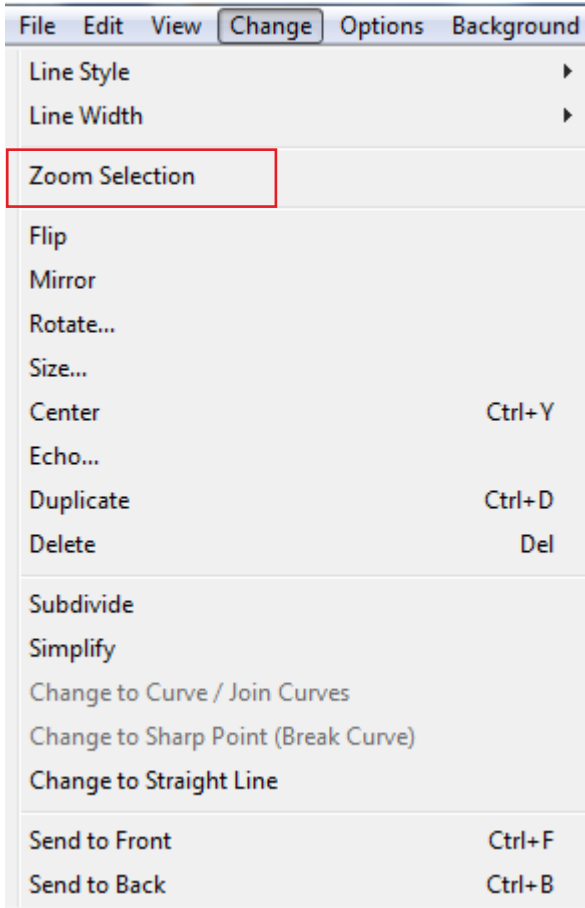 File Edit View Change Options Background
Line Style
Line Width
Zoom Selection
Flip
Mirror
Rotate...
Size...
Center Ctrl+Y
Echo...
Duplicate Ctrl+D
Delete Del
Subdivide
Simplify
Change to Curve / Join Curves
Change to Sharp Point (Break Curve)
Change to Straight Line
Send to Front Ctrl+F
Send to Back Ctrl+B